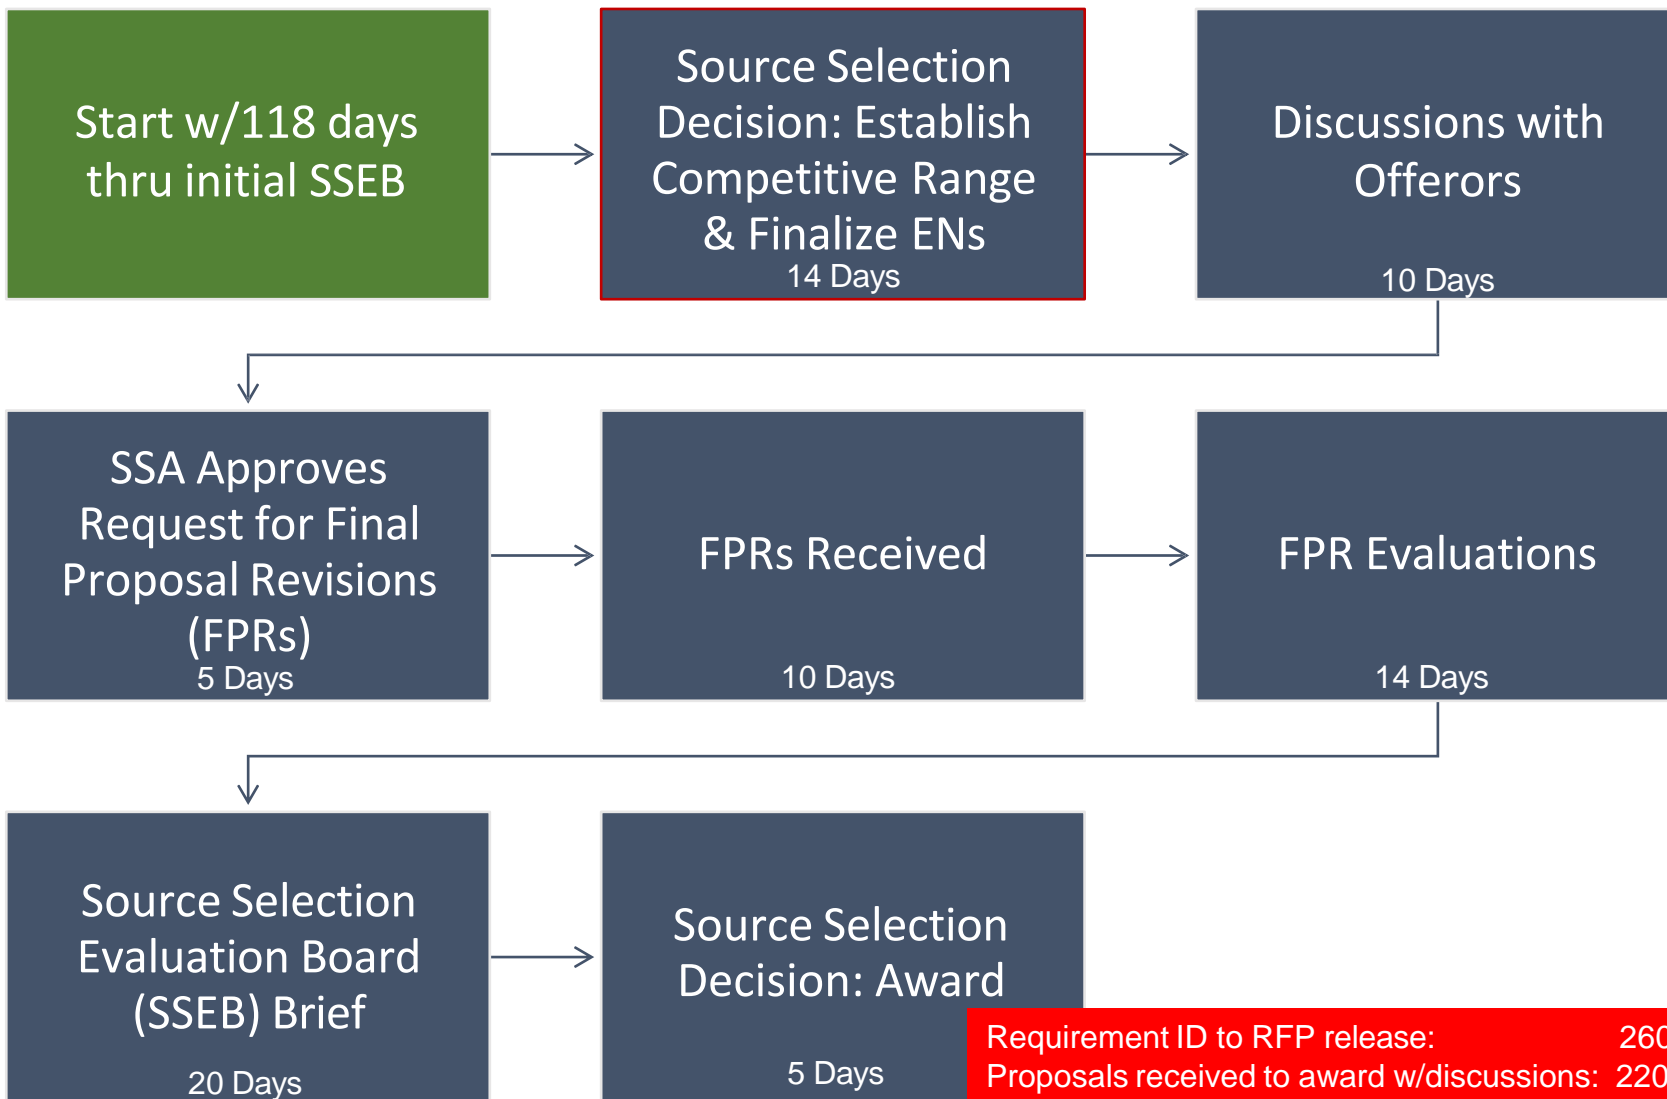 Start w/118 days
thru initial SSEB
Source Selection
Decision: Establish
Competitive Range
& Finalize ENs
14 Days
Discussions with
Offerors
10 Days
SSA Approves
Request for Final
Proposal Revisions
(FPRs)
5 Days
FPRs Received
10 Days
FPR Evaluations
14 Days
Source Selection
Evaluation Board
(SSEB) Brief
20 Days
Source Selection
Decision: Award
5 Days
Requirement ID to RFP release: 260
Proposals received to award w/discussions: 220